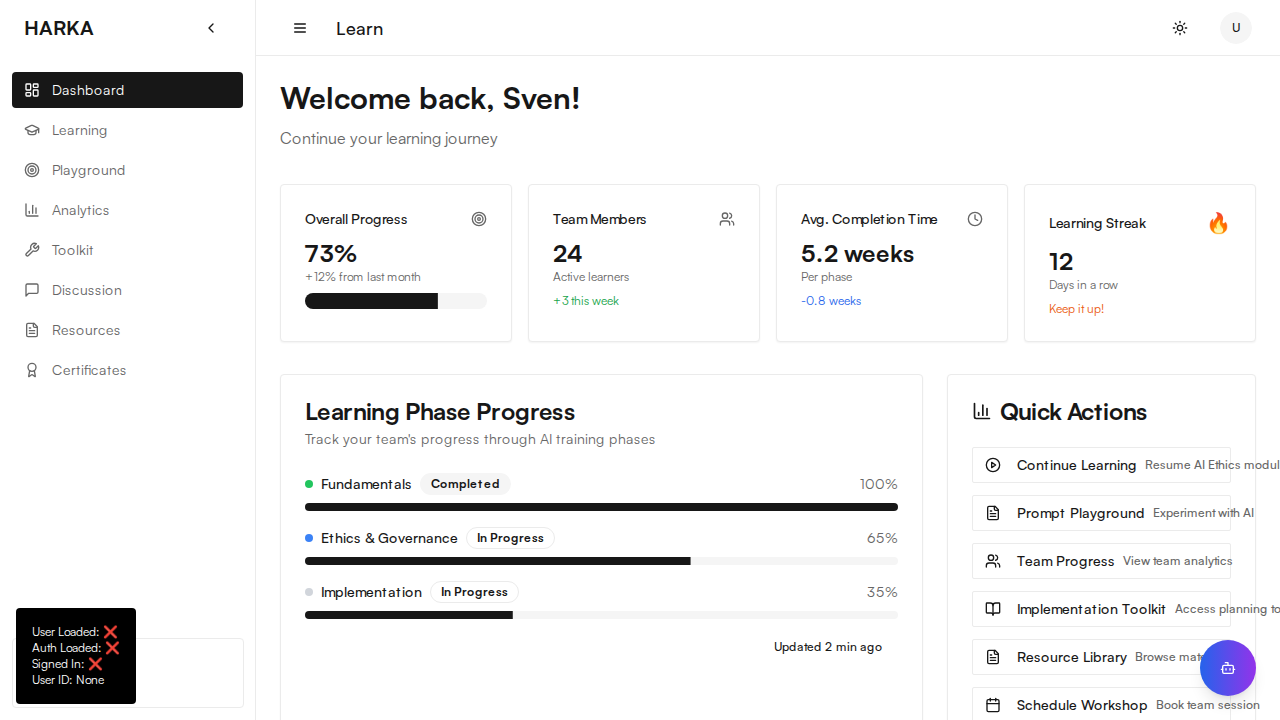 HARKA
Learn
U
Dashboard
Learning
Playground
Analytics
Toolkit
Discussion
Resources
Certificates
User Loaded: ❌
Auth Loaded: ❌
Signed In: ❌
User ID: None
Welcome back, Sven!
Continue your learning journey
Overall Progress
73%
+12% from last month
Team Members
24
Active learners
+3 this week
Avg. Completion Time
5.2 weeks
Per phase
-0.8 weeks
Learning Streak 🔥
12
Days in a row
Keep it up!
Learning Phase Progress
Track your team's progress through AI training phases
Fundamentals Completed 100%
Ethics & Governance In Progress 65%
Implementation In Progress 35%
Updated 2 min ago
Quick Actions
Continue Learning Resume AI Ethics modul
Prompt Playground Experiment with AI
Team Progress View team analytics
Implementation Toolkit Access planning to
Resource Library Browse mat
Schedule Workshop Book team session